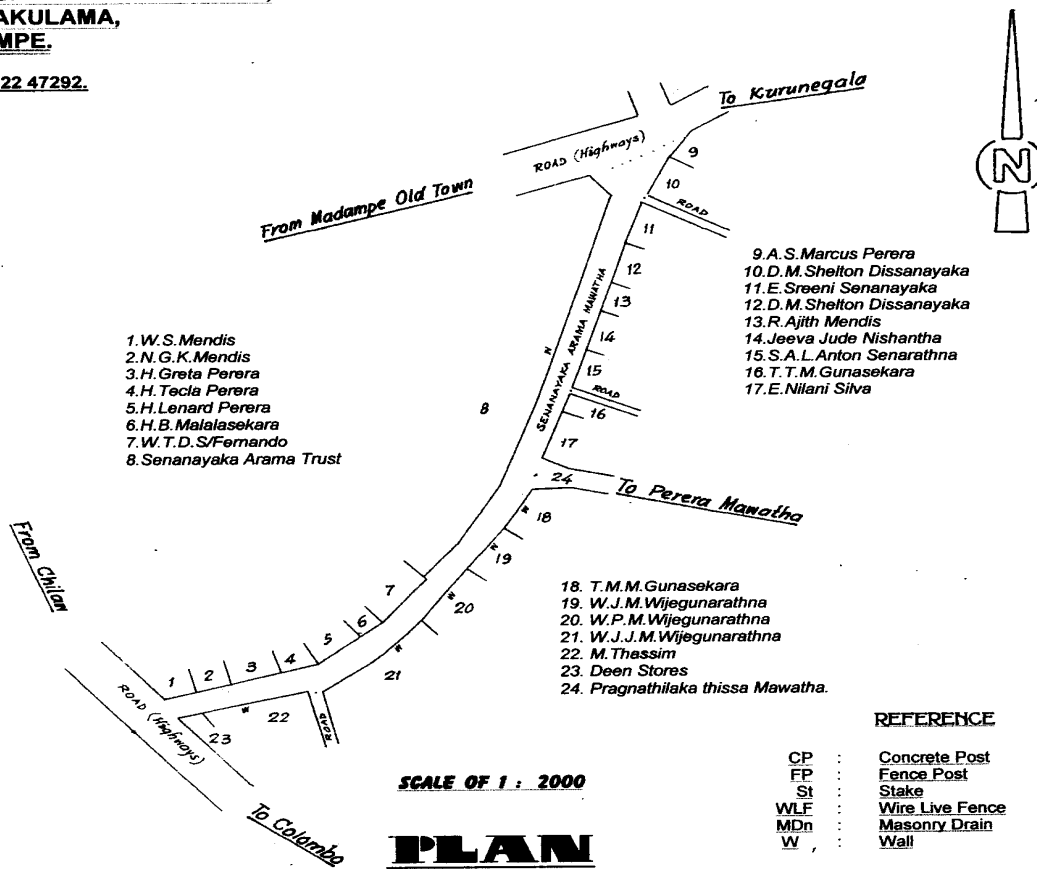 AKULAMA,
MPE.
22 47292.
To Kurunegala
ROAD (Highways)
From Madampe Old Town
N
9
10
ROAD
11
12
13
14
15
ROAD
16
17
SENANAYAKA ARAMA MAWATHA
8
24
To Perera Mawatha
9.A.S.Marcus Perera
10.D.M.Shelton Dissanayaka
11.E.Sreeni Senanayaka
12.D.M.Shelton Dissanayaka
13.R.Ajith Mendis
14.Jeeva Jude Nishantha
15.S.A.L.Anton Senarathna
16.T.T.M.Gunasekara
17.E.Nilani Silva
1.W.S.Mendis
2.N.G.K.Mendis
3.H.Greta Perera
4.H.Tecla Perera
5.H.Lenard Perera
6.H.B.Malalasekara
7.W.T.D.S/Fernando
8.Senanayaka Arama Trust
From Chilaw
18
19
20
21
7
6
5
4
3
2
1
22
23
ROAD
ROAD (Highways)
To Colombo
18. T.M.M.Gunasekara
19. W.J.M.Wijegunarathna
20. W.P.M.Wijegunarathna
21. W.J.J.M.Wijegunarathna
22. M.Thassim
23. Deen Stores
24. Pragnathilaka thissa Mawatha.
SCALE OF 1 : 2000
PLAN
REFERENCE
CP : Concrete Post
FP : Fence Post
St : Stake
WLF : Wire Live Fence
MDn : Masonry Drain
W , : Wall